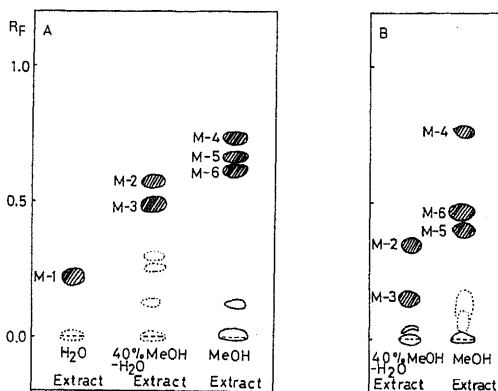 RF
A
1.0
0.5
0.0
M-4
M-5
M-6
M-2
M-3
M-1
H2O
Extract
40%MeOH
-H2O
Extract
MeOH
Extract
B
M-4
M-6
M-5
M-2
M-3
40%MeOH
-H2O
Extract
MeOH
Extract